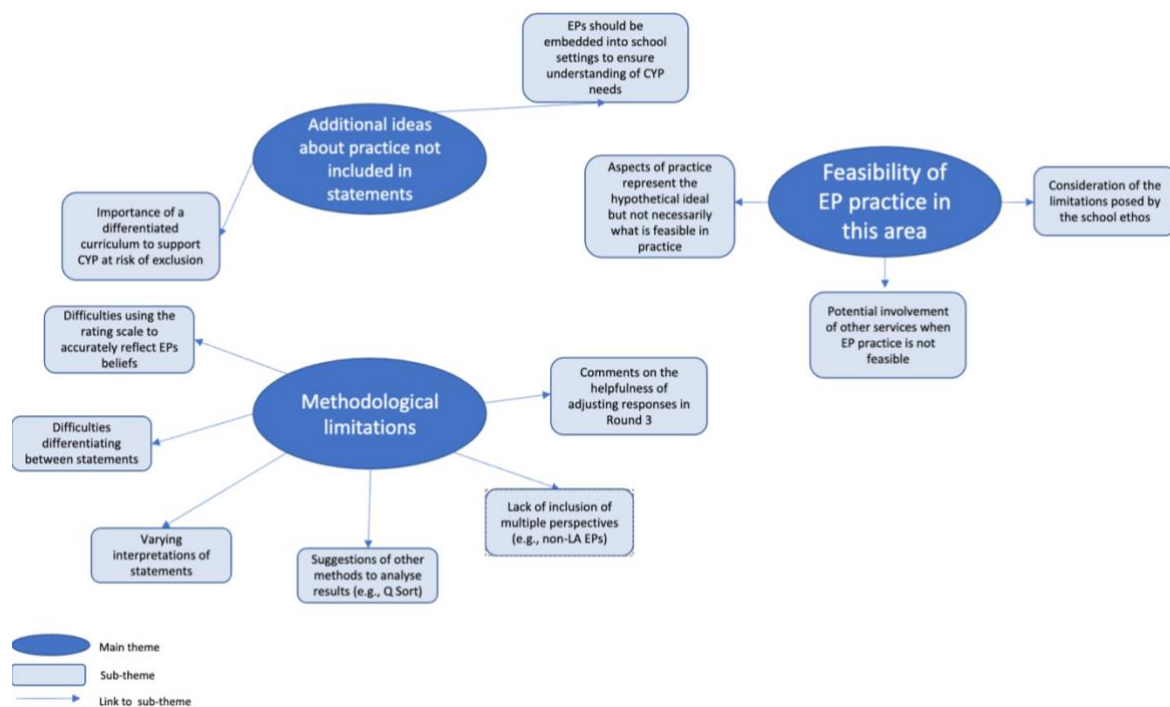 EPs should be
embedded into school
settings to ensure
understanding of CYP
needs
Additional ideas
about practice not
included in
statements
Importance of a
differentiated
curriculum to support
CYP at risk of exclusion
Aspects of practice
represent the
hypothetical ideal
but not necessarily
what is feasible in
practice
Feasibility of
EP practice in
this area
Consideration of the
limitations posed by
the school ethos
Potential involvement
of other services when
EP practice is not
feasible
Difficulties using the
rating scale to
accurately reflect EPs
beliefs
Methodological
limitations
Comments on the
helpfulness of
adjusting responses in
Round 3
Difficulties
differentiating
between statements
Lack of inclusion of
multiple perspectives
(e.g., non-LA EPs)
Varying
interpretations of
statements
Suggestions of other
methods to analyse
results (e.g., Q Sort)
Main theme
Sub-theme
Link to sub-theme